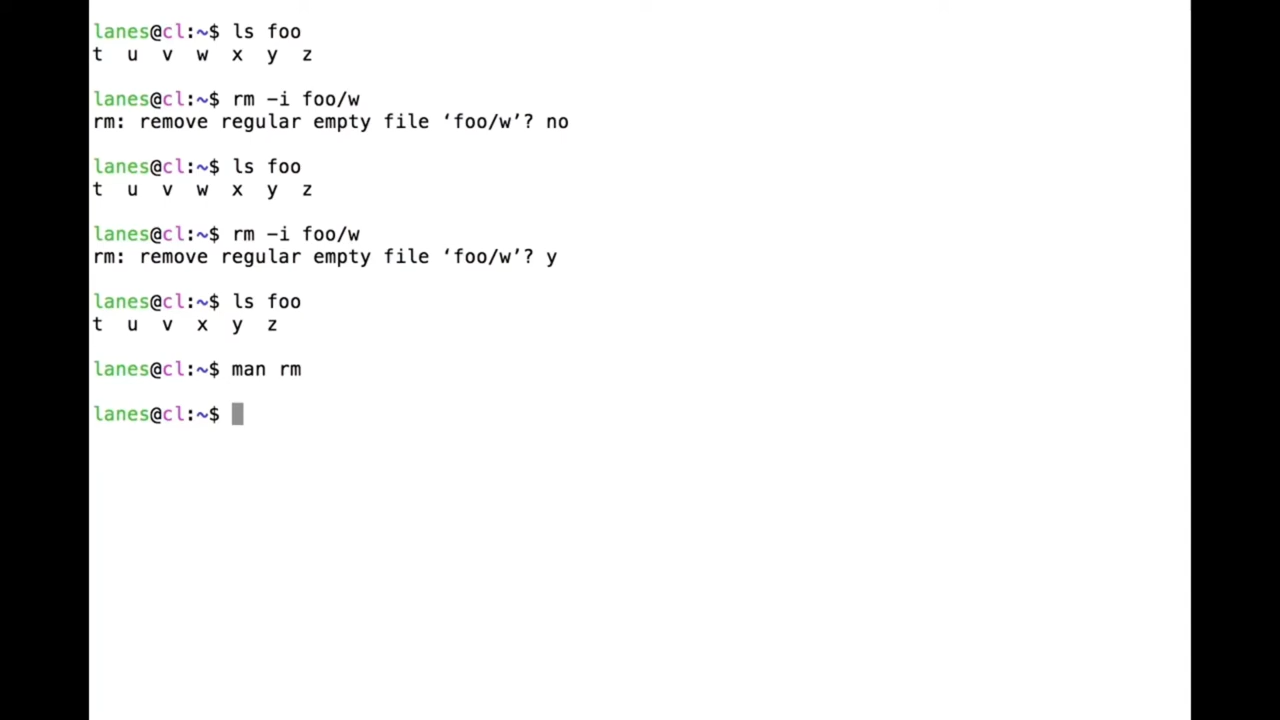 lanes@cl:~$ ls foo
t  u  v  w  x  y  z
lanes@cl:~$ rm -i foo/w
rm: remove regular empty file ‘foo/w’? no
lanes@cl:~$ ls foo
t  u  v  w  x  y  z
lanes@cl:~$ rm -i foo/w
rm: remove regular empty file ‘foo/w’? y
lanes@cl:~$ ls foo
t  u  v  x  y  z
lanes@cl:~$ man rm
lanes@cl:~$